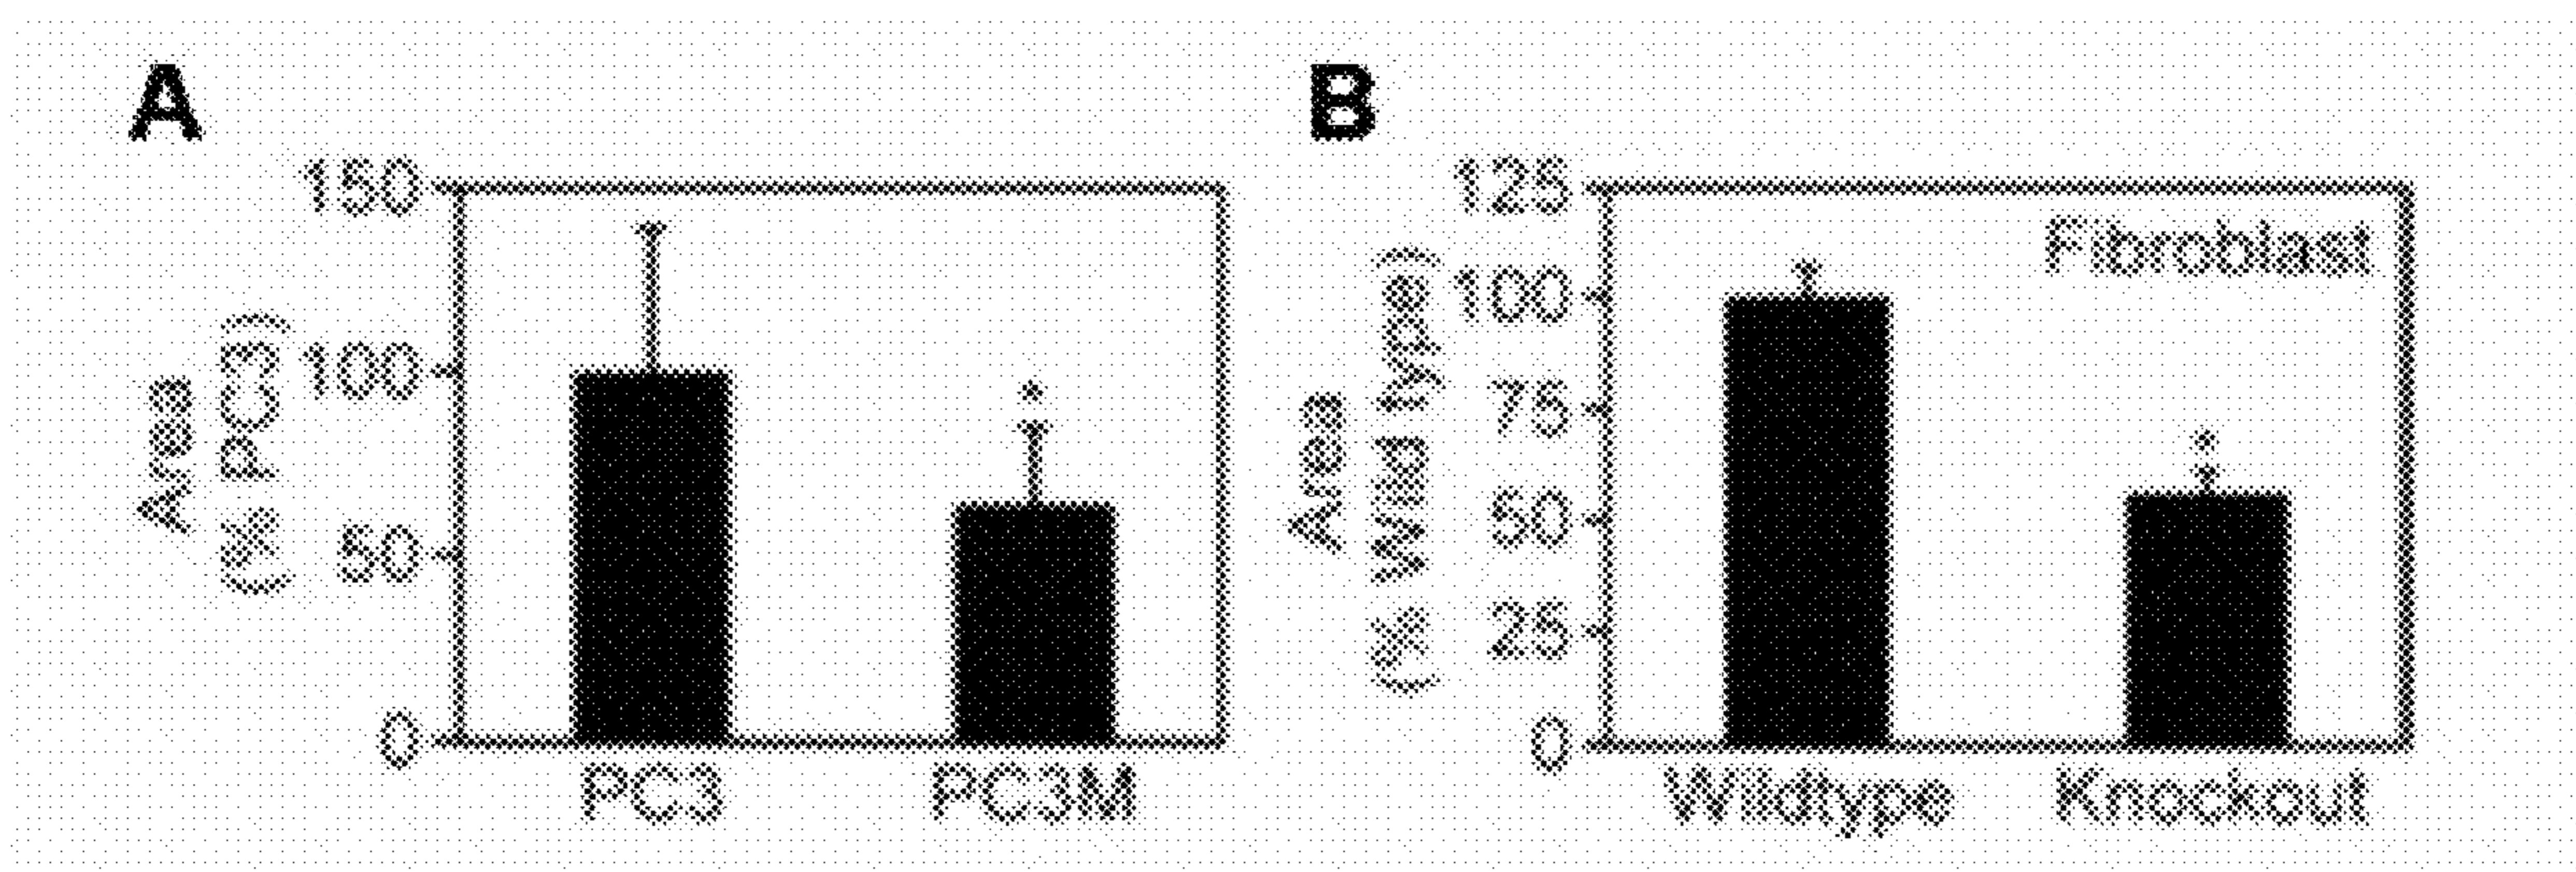 A
150
100
50
0
Area
(% PC3)
*
PC3
PC3M
B
125
100
75
50
25
0
Area
(% Wild type)
Fibroblast
*
Wildtype
Knockout